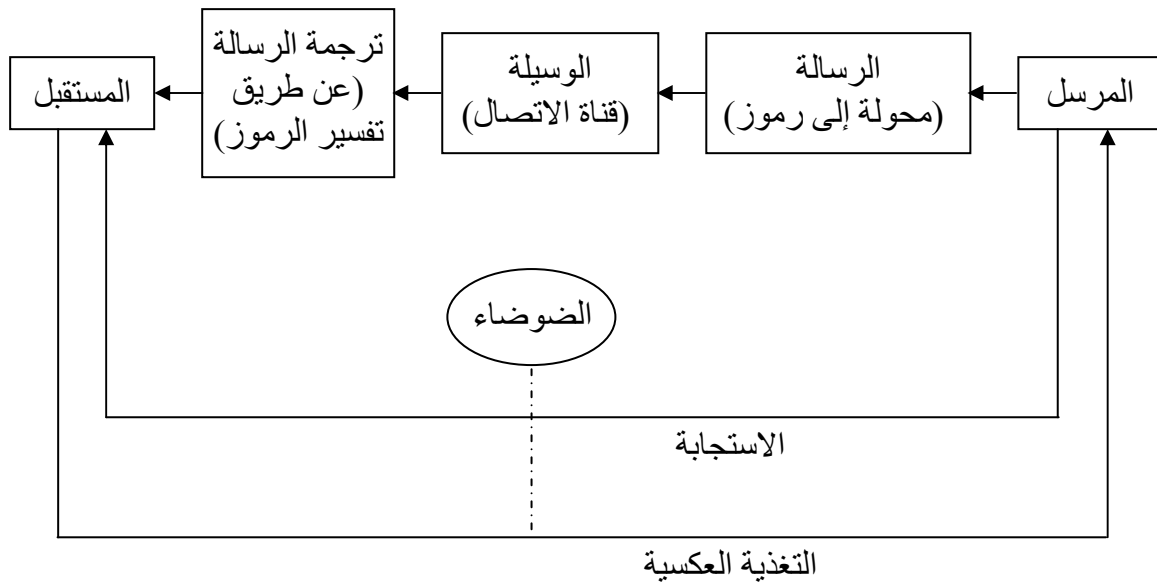 المرسل
الرسالة
(محولة إلى رموز)
الوسيلة
(قناة الاتصال)
ترجمة الرسالة
(عن طريق
تفسير الرموز)
المستقبل
الضوضاء
الاستجابة
التغذية العكسية